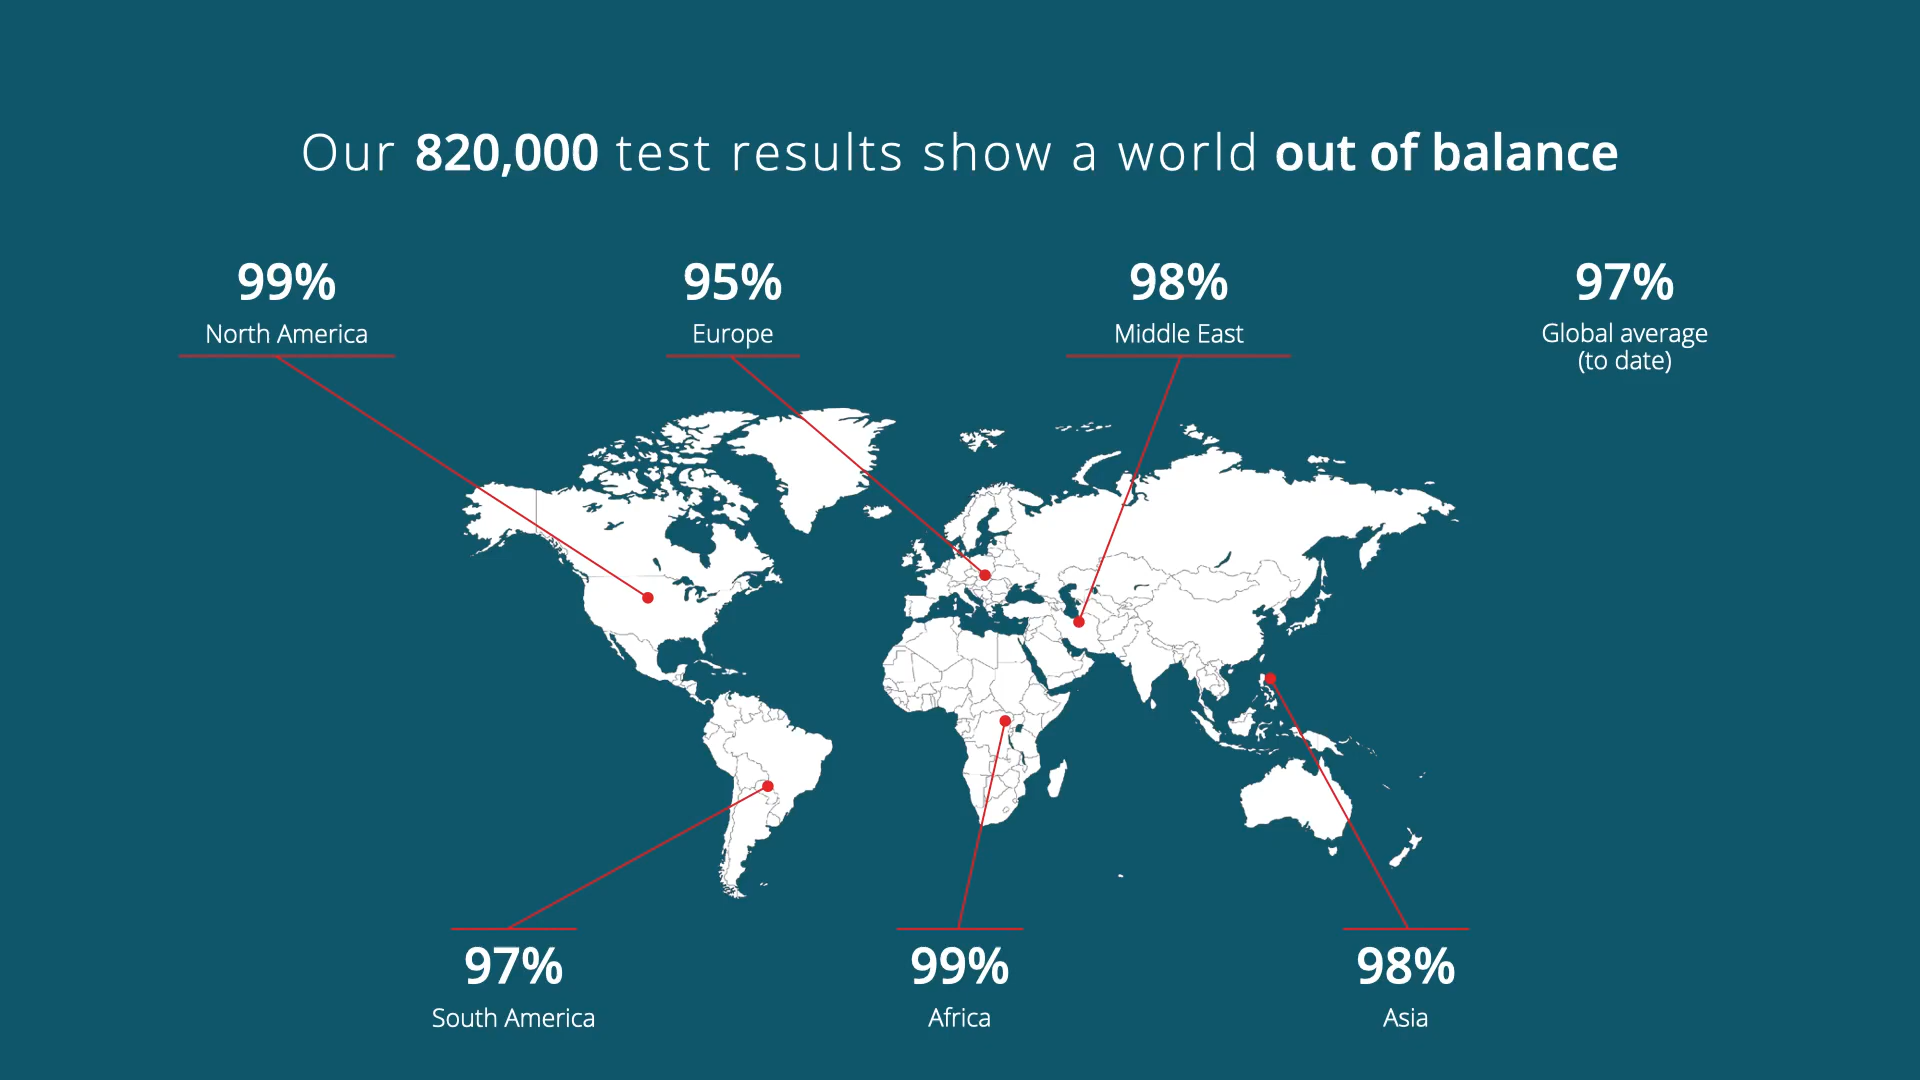 Our 820,000 test results show a world out of balance
99%
North America
95%
Europe
98%
Middle East
97%
Global average
(to date)
97%
South America
99%
Africa
98%
Asia